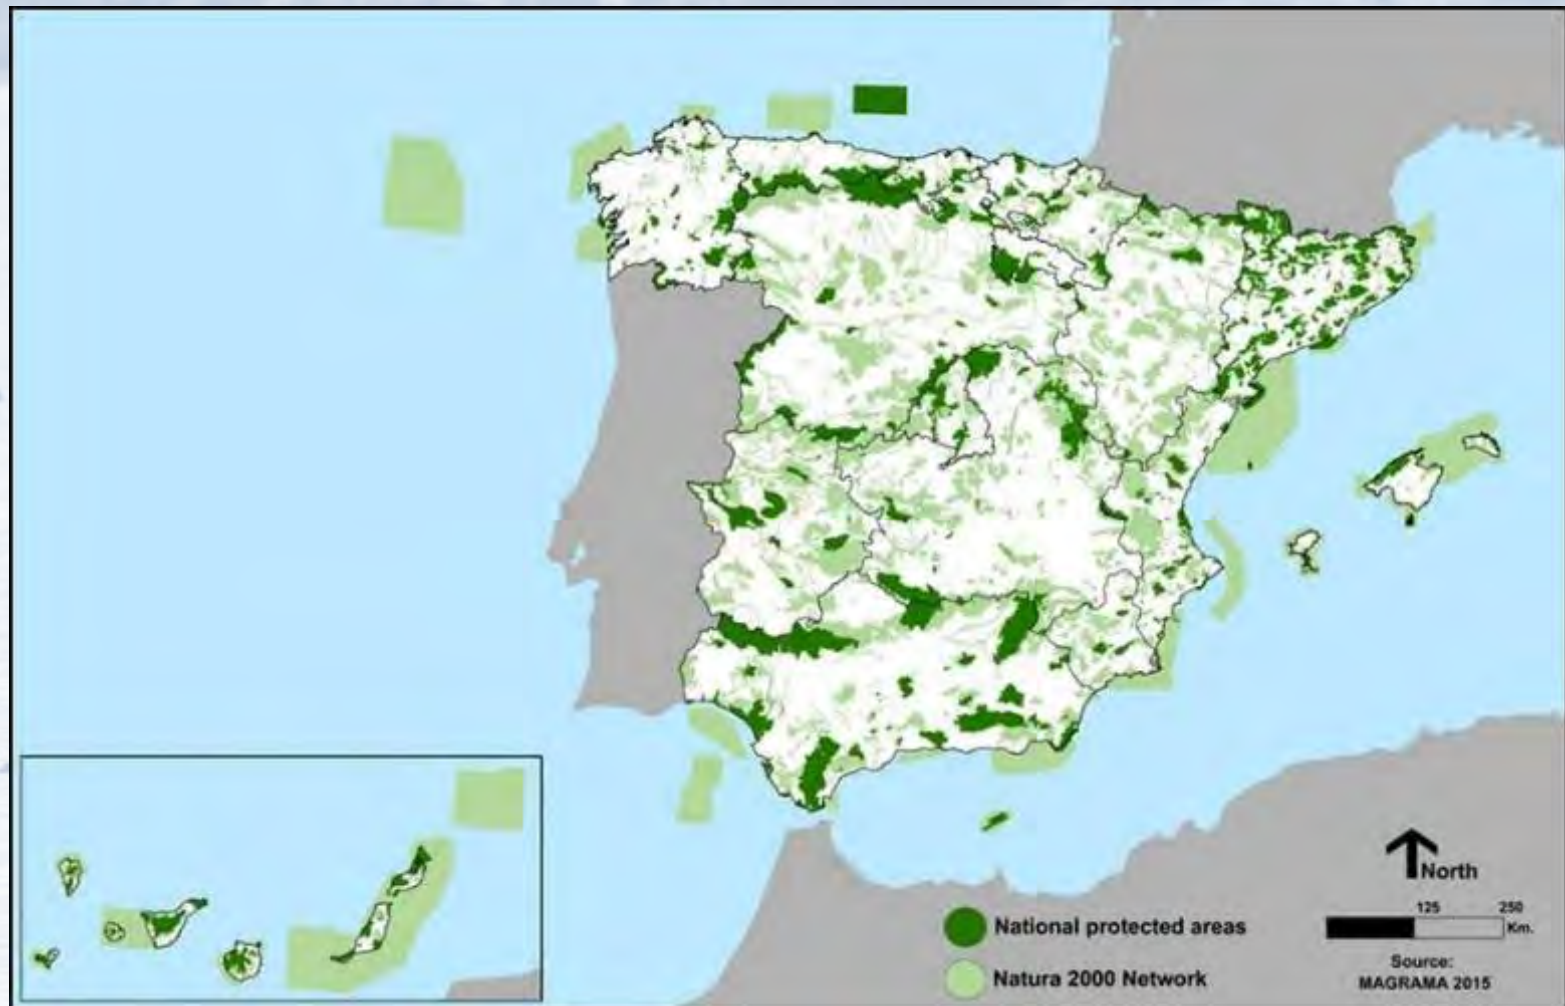 North
125 250
Km.
National protected areas
Natura 2000 Network
Source:
MAGRAMA 2015